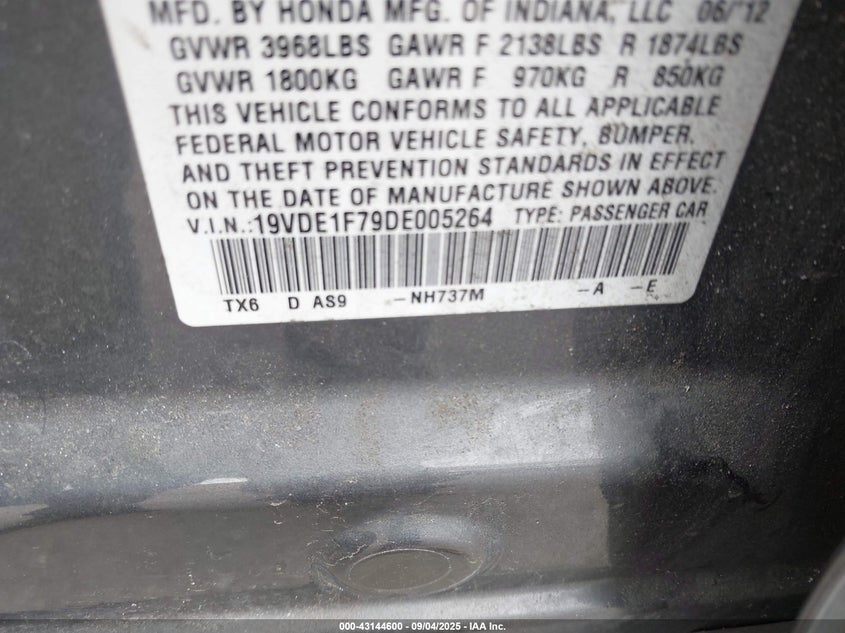 MFD. BY HONDA MFG. OF INDIANA, LLC 06/'12
GVWR 3968LBS GAWR F 2138LBS R 1874LBS
GVWR 1800KG GAWR F 970KG R 850KG
THIS VEHICLE CONFORMS TO ALL APPLICABLE
FEDERAL MOTOR VEHICLE SAFETY, BUMPER,
AND THEFT PREVENTION STANDARDS IN EFFECT
ON THE DATE OF MANUFACTURE SHOWN ABOVE.
V.I.N.:19VDE1F79DE005264 TYPE: PASSENGER CAR
TX6 D AS9 -NH737M -A -E
000-43144600 - 09/04/2025 - IAA Inc.